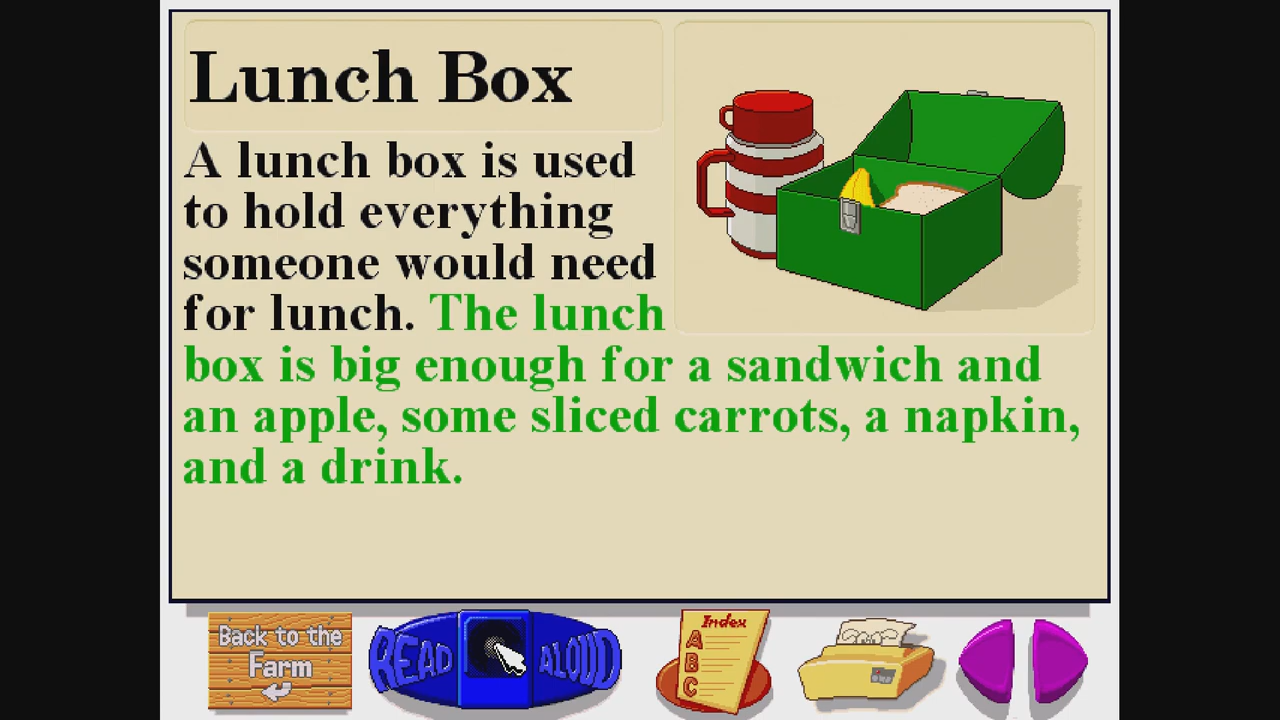 Lunch Box
A lunch box is used
to hold everything
someone would need
for lunch. The lunch
box is big enough for a sandwich and
an apple, some sliced carrots, a napkin,
and a drink.
Back to the
Farm
READ ALOUD
Index
A
B
C